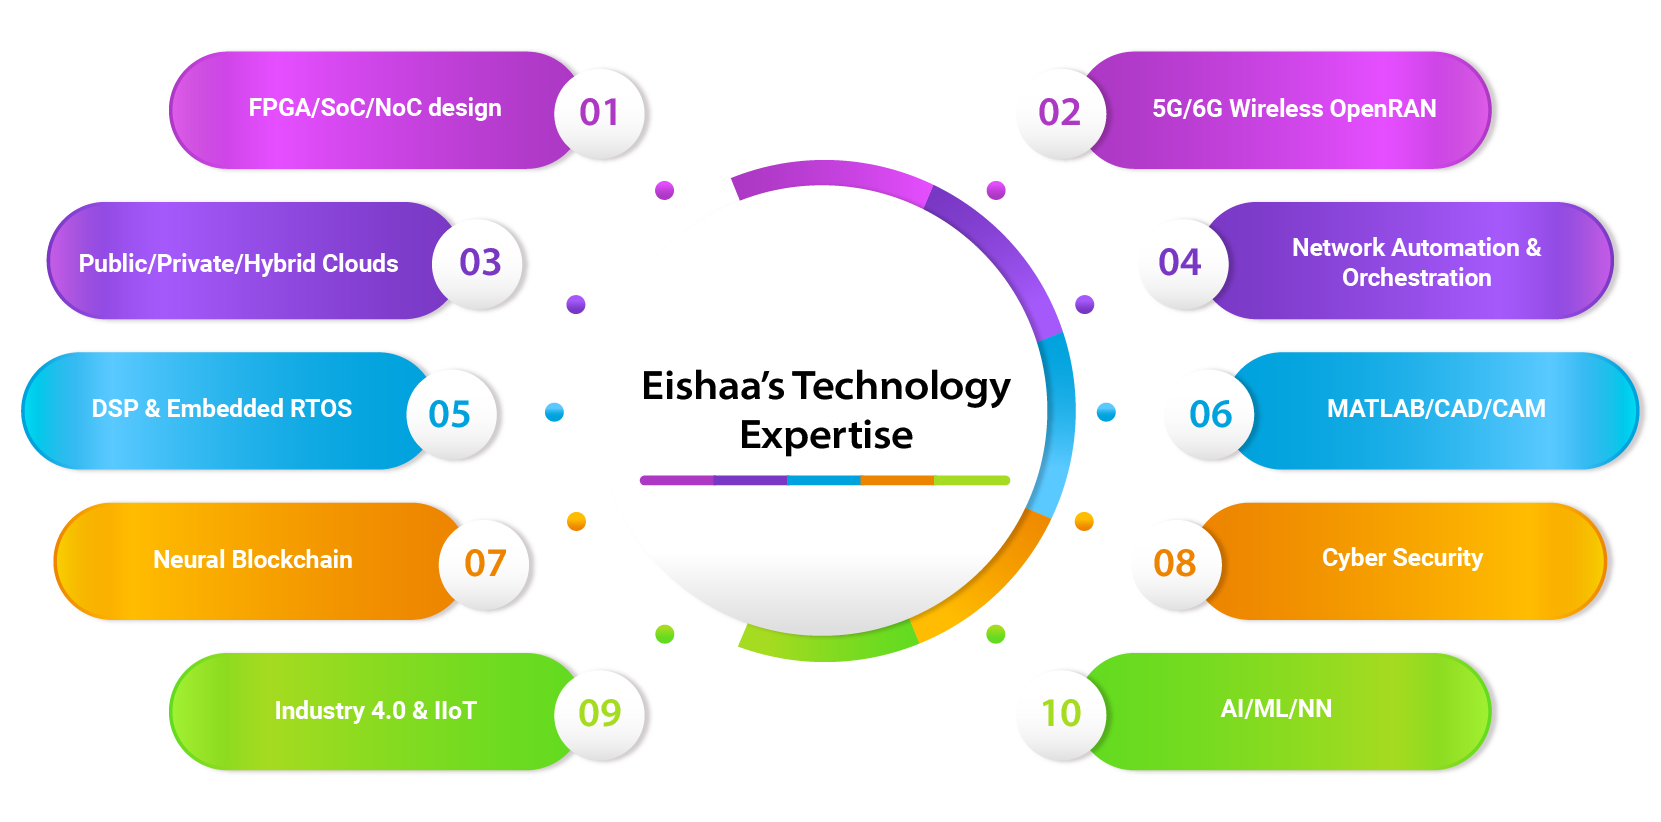 FPGA/SoC/NoC design
01
02
5G/6G Wireless OpenRAN
Public/Private/Hybrid Clouds
03
04
Network Automation &
Orchestration
Eishaa’s Technology
Expertise
DSP & Embedded RTOS
05
06
MATLAB/CAD/CAM
Neural Blockchain
07
08
Cyber Security
Industry 4.0 & IIoT
09
10
AI/ML/NN